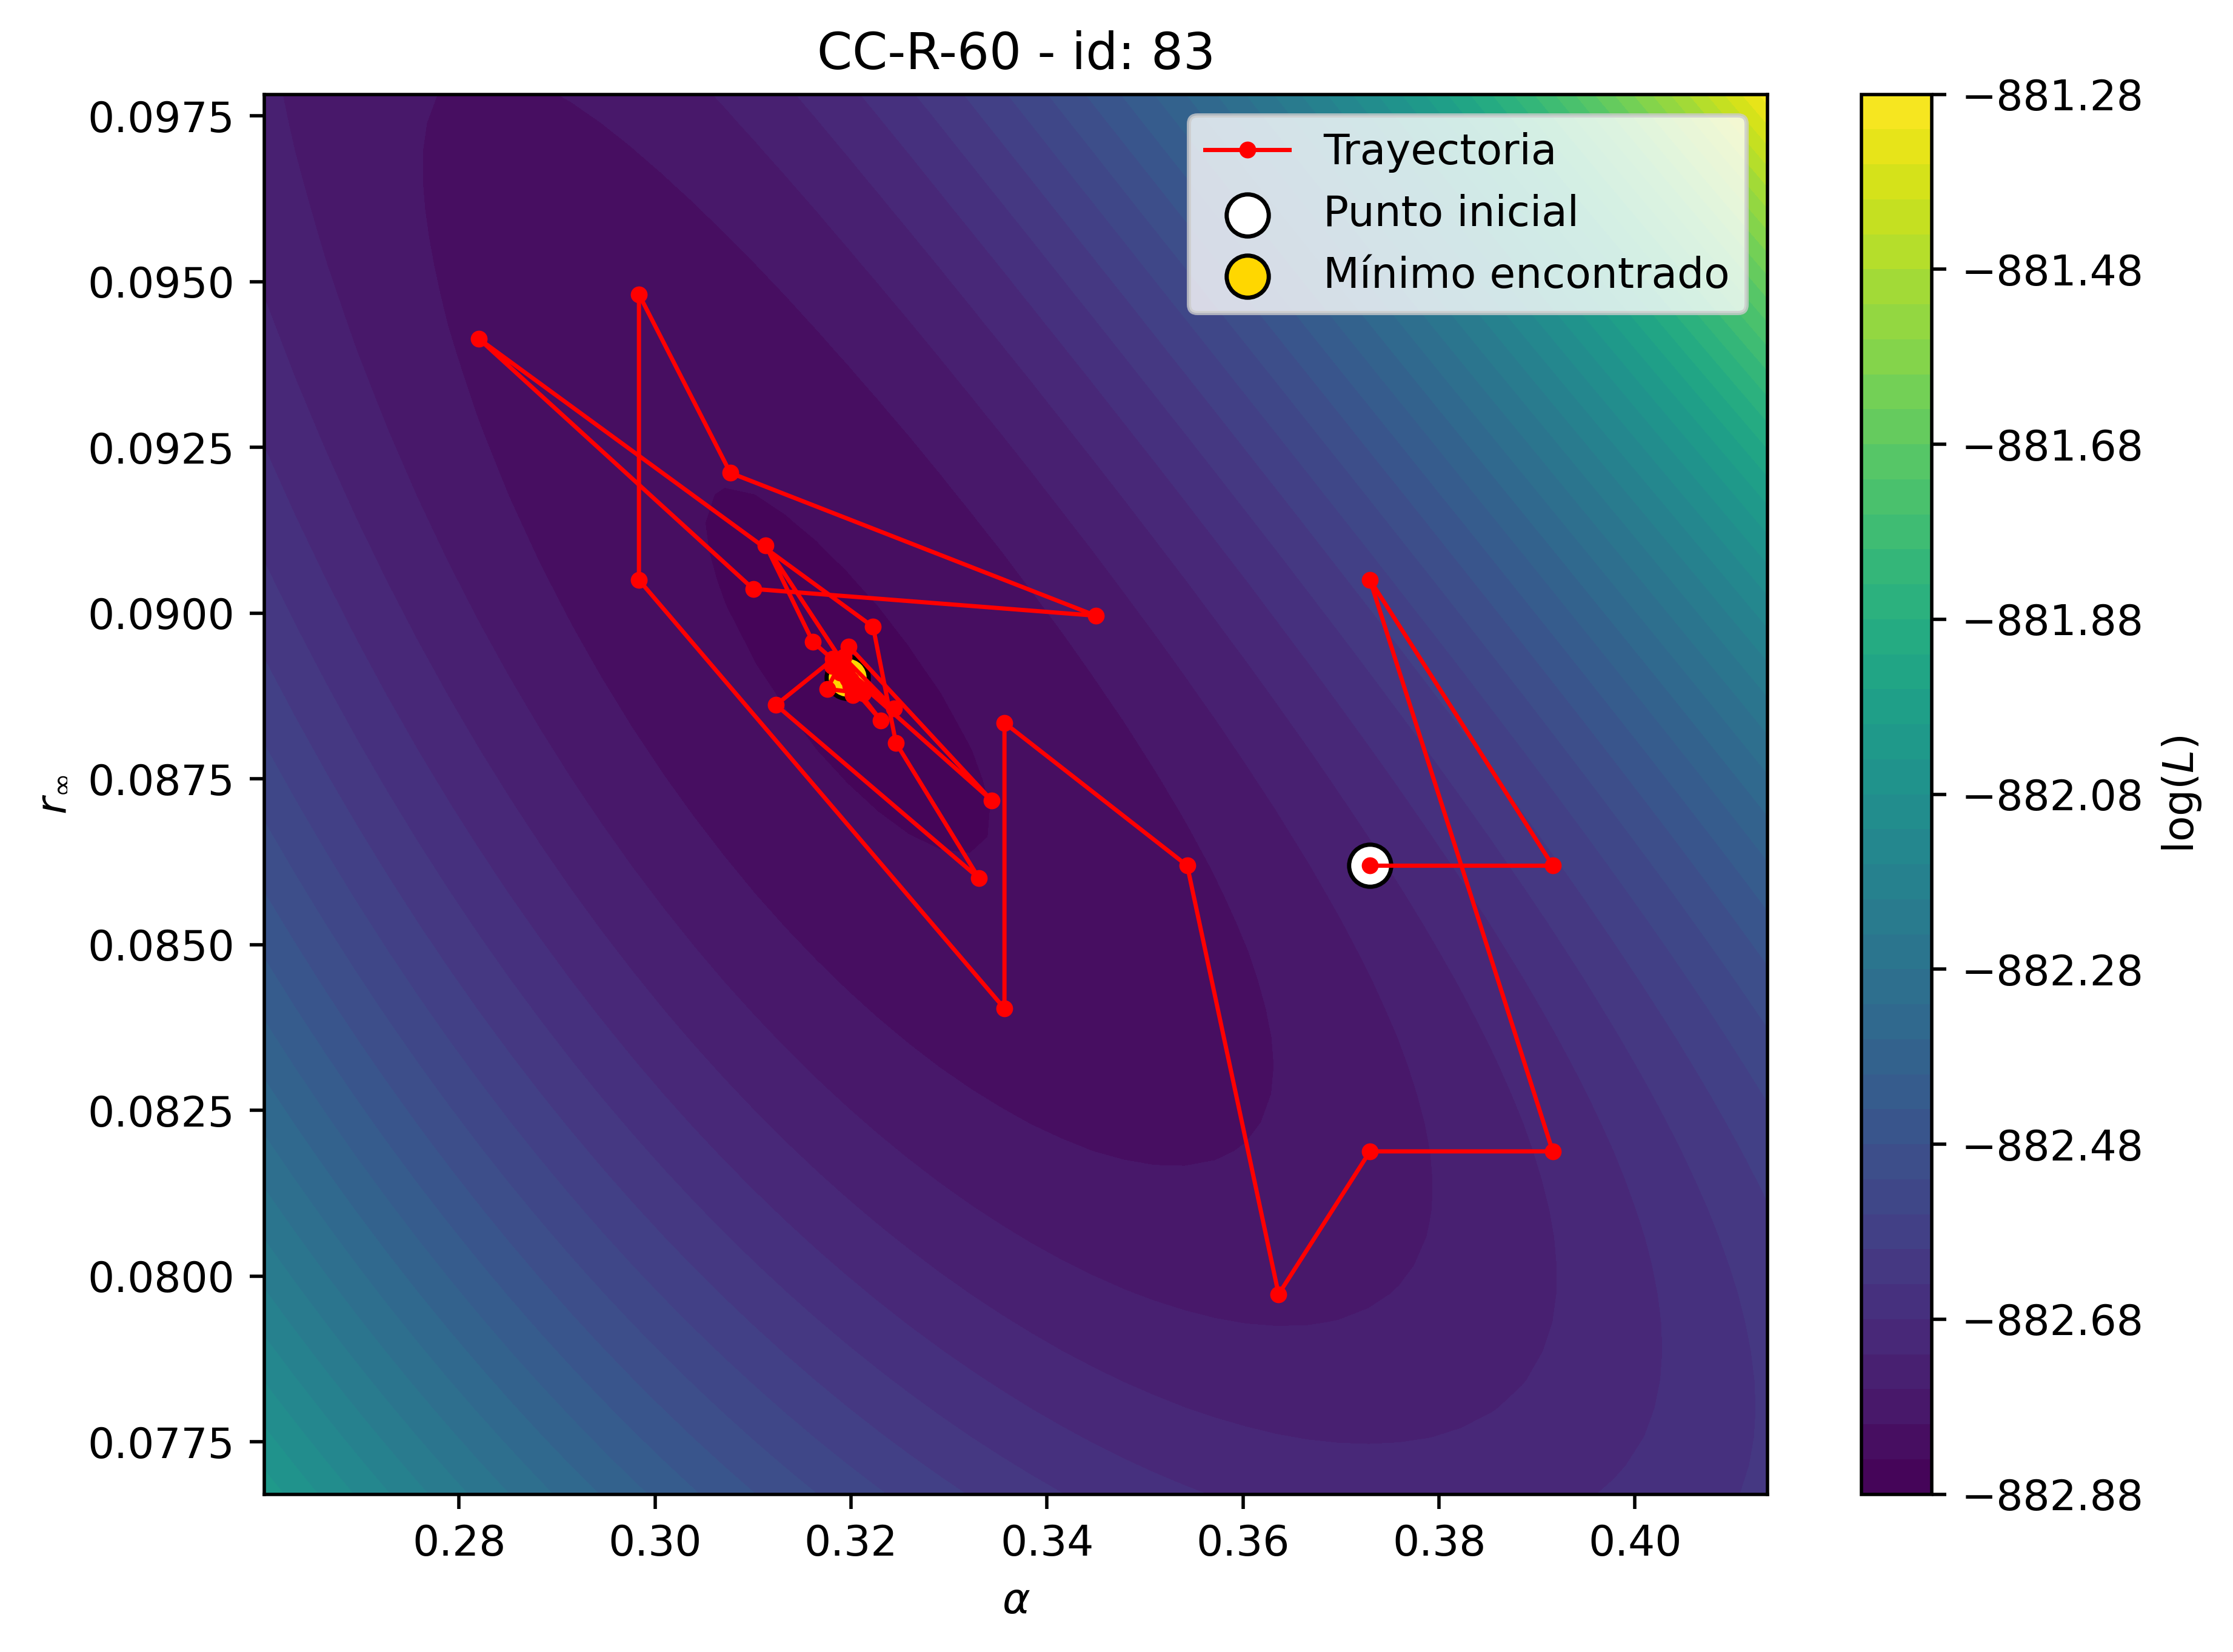 CC-R-60 - id: 83
Trayectoria
Punto inicial
Mínimo encontrado
0.0975
0.0950
0.0925
0.0900
0.0875
0.0850
0.0825
0.0800
0.0775
r∞
0.28 0.30 0.32 0.34 0.36 0.38 0.40
α
−881.28
−881.48
−881.68
−881.88
−882.08
−882.28
−882.48
−882.68
−882.88
log(L)